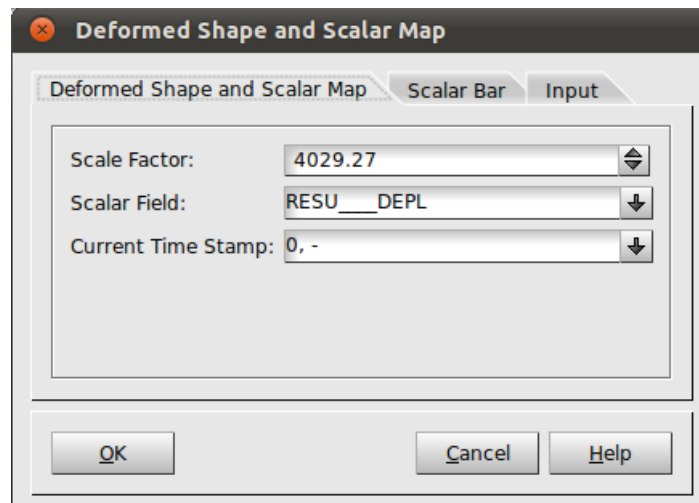 Deformed Shape and Scalar Map
Deformed Shape and Scalar Map Scalar Bar Input
Scale Factor: 4029.27
Scalar Field: RESU____DEPL
Current Time Stamp: 0, -
OK Cancel Help